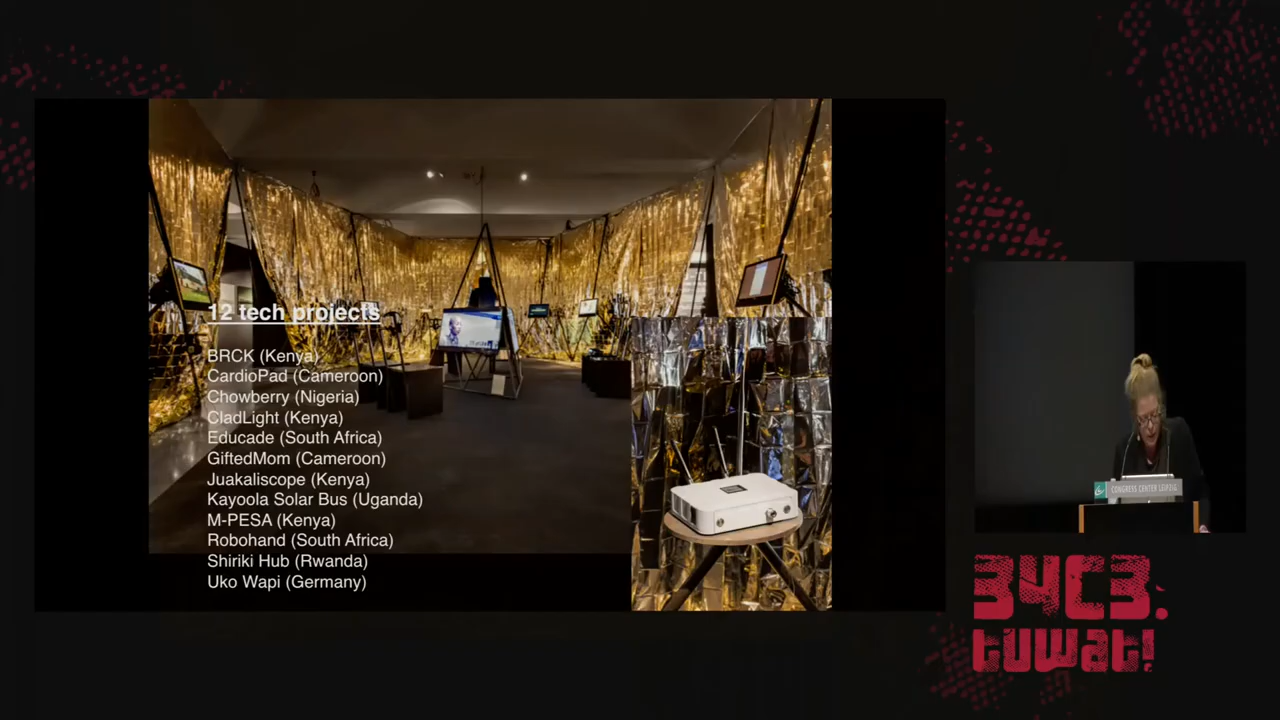 12 tech projects
BRCK (Kenya)
CardioPad (Cameroon)
Chowberry (Nigeria)
CladLight (Kenya)
Educade (South Africa)
GiftedMom (Cameroon)
Juakaliscope (Kenya)
Kayoola Solar Bus (Uganda)
M-PESA (Kenya)
Robohand (South Africa)
Shiriki Hub (Rwanda)
Uko Wapi (Germany)
CONGRESS CENTER LEIPZIG
34C3.
tuwat!